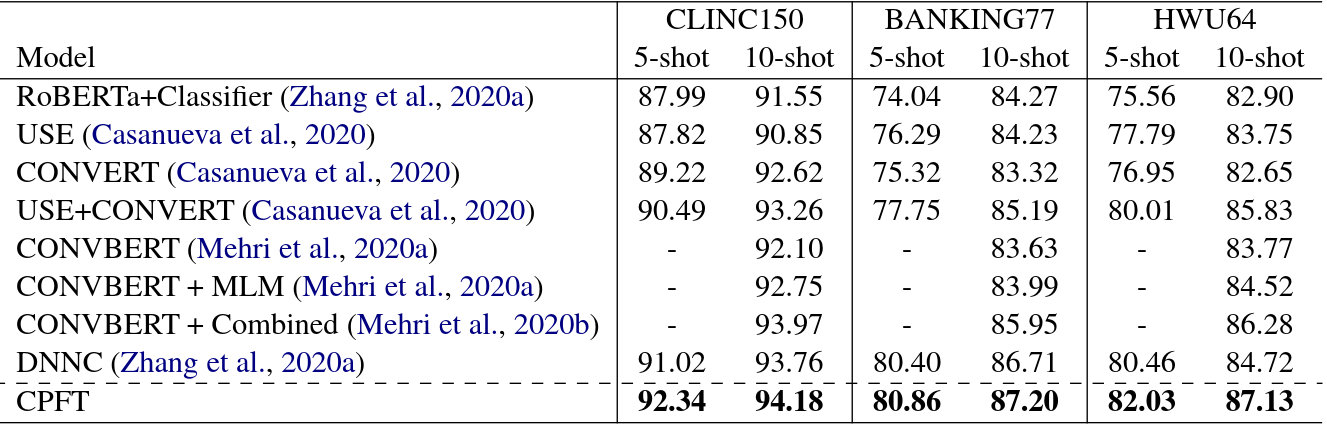 CLINC150 BANKING77 HWU64
Model 5-shot 10-shot 5-shot 10-shot 5-shot 10-shot
RoBERTa+Classifier (Zhang et al., 2020a) 87.99 91.55 74.04 84.27 75.56 82.90
USE (Casanueva et al., 2020) 87.82 90.85 76.29 84.23 77.79 83.75
CONVERT (Casanueva et al., 2020) 89.22 92.62 75.32 83.32 76.95 82.65
USE+CONVERT (Casanueva et al., 2020) 90.49 93.26 77.75 85.19 80.01 85.83
CONVBERT (Mehri et al., 2020a) - 92.10 - 83.63 - 83.77
CONVBERT + MLM (Mehri et al., 2020a) - 92.75 - 83.99 - 84.52
CONVBERT + Combined (Mehri et al., 2020b) - 93.97 - 85.95 - 86.28
DNNC (Zhang et al., 2020a) 91.02 93.76 80.40 86.71 80.46 84.72
CPFT 92.34 94.18 80.86 87.20 82.03 87.13